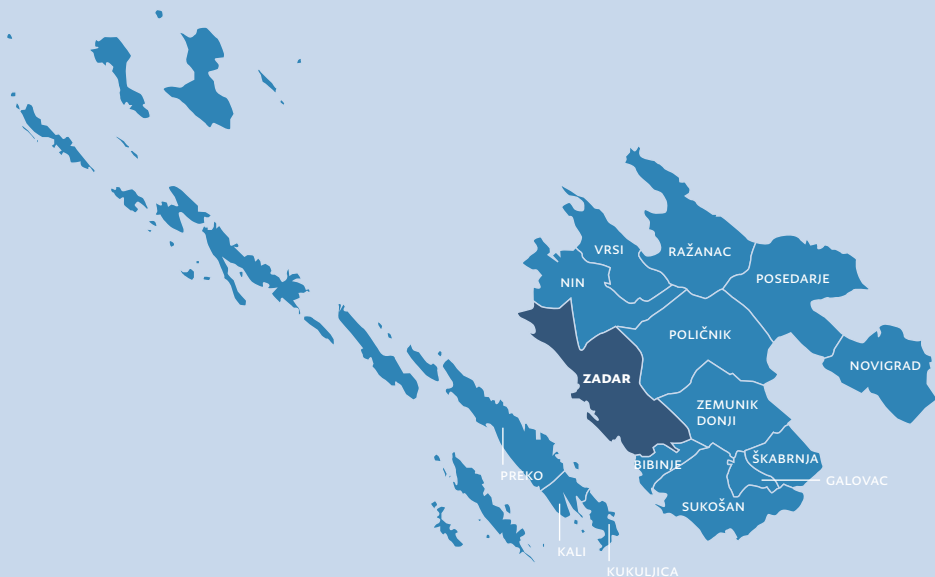 VRSI
RAŽANAC
NIN
POSEDARJE
POLIČNIK
NOVIGRAD
ZADAR
ZEMUNIK
DONJI
BIBINJE
ŠKABRNJA
PREKO
GALOVAC
SUKOŠAN
KALI
KUKULJICA